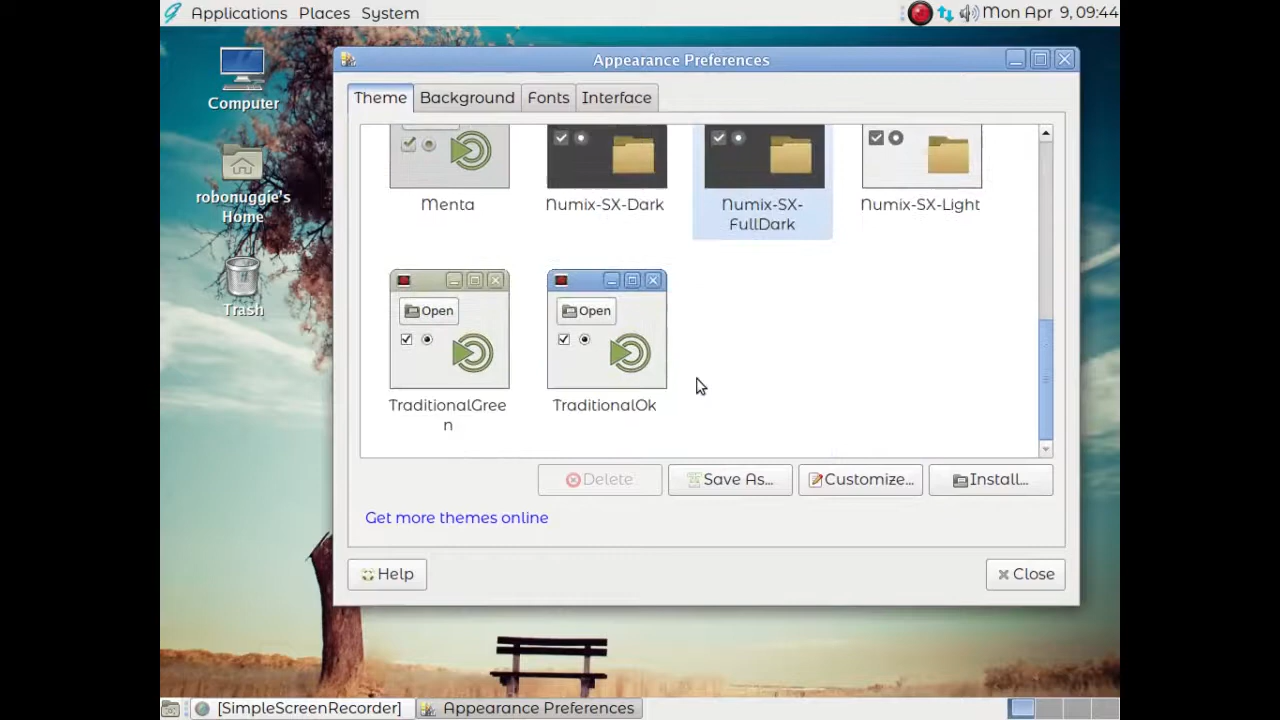 Applications Places System
Mon Apr 9, 09:44
Appearance Preferences
Computer
robonuggie's
Home
Trash
Theme Background Fonts Interface
Menta
Numix-SX-Dark
Numix-SX-
FullDark
Numix-SX-Light
Open
Open
TraditionalGree
n
TraditionalOk
Delete
Save As...
Customize...
Install...
Get more themes online
Help
Close
[SimpleScreenRecorder]
Appearance Preferences